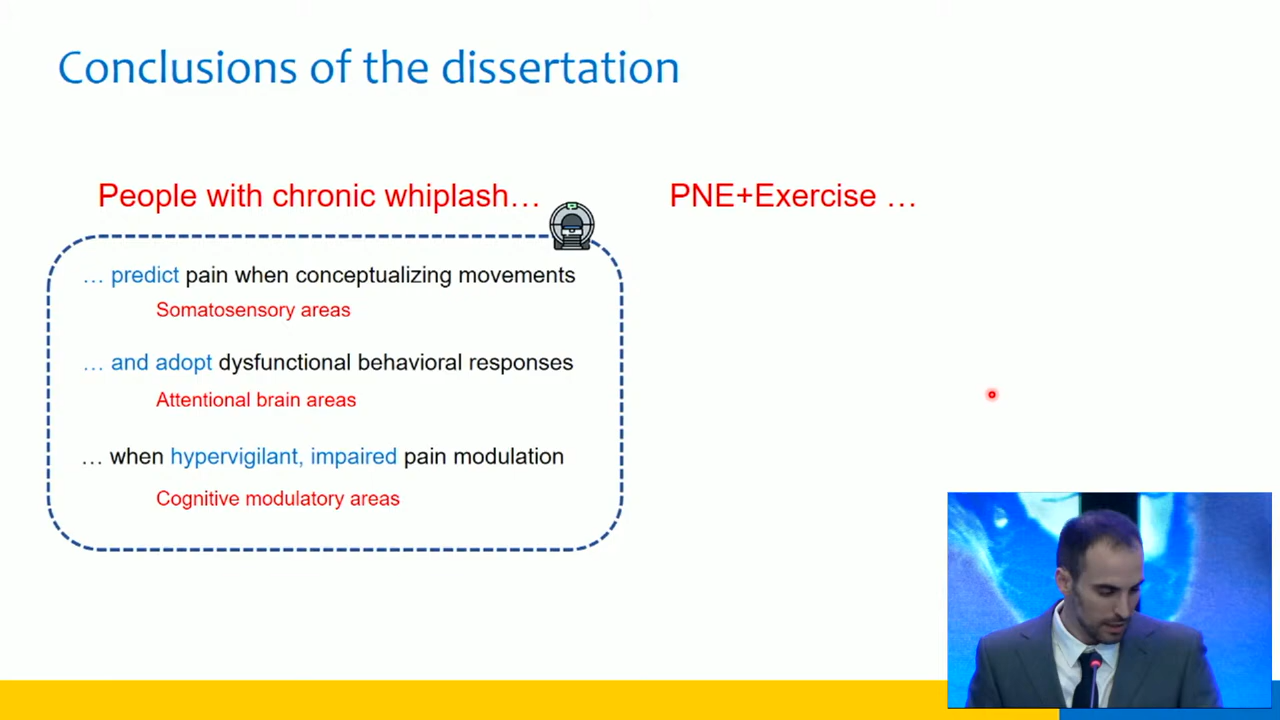 Conclusions of the dissertation
People with chronic whiplash…
… predict pain when conceptualizing movements
Somatosensory areas
… and adopt dysfunctional behavioral responses
Attentional brain areas
… when hypervigilant, impaired pain modulation
Cognitive modulatory areas
PNE+Exercise …